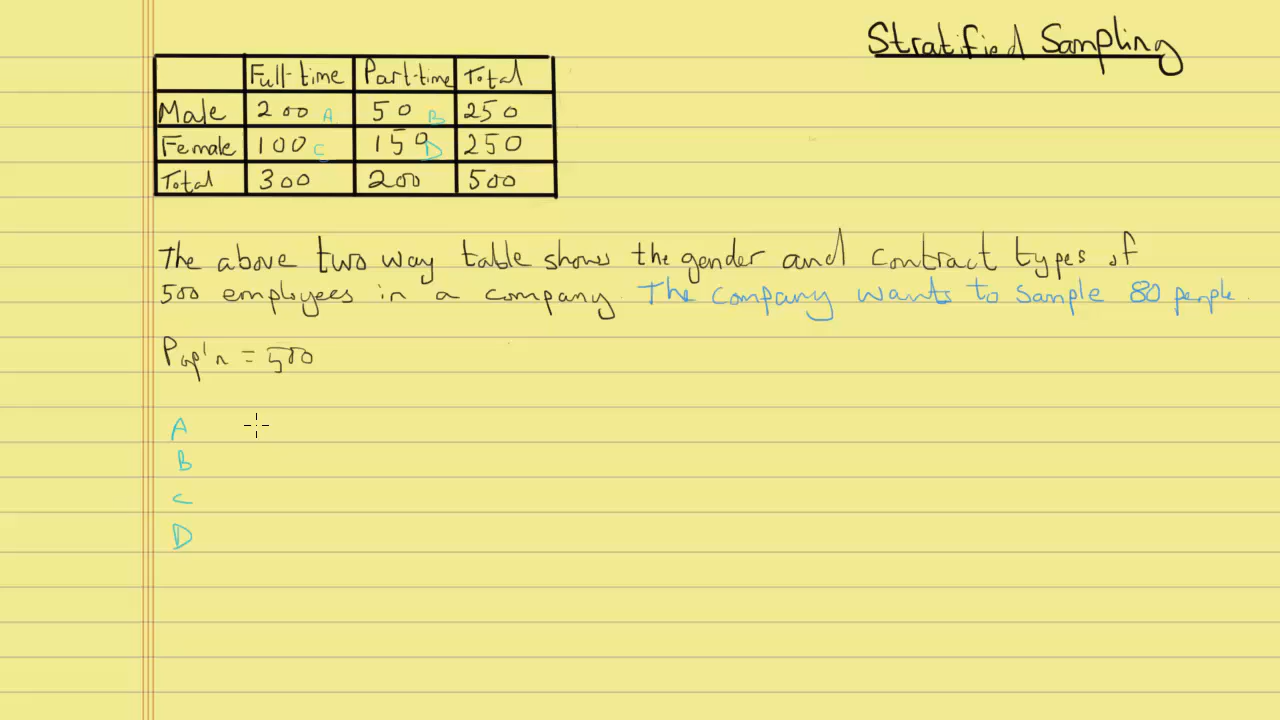 Stratified Sampling
Full-time Part-time Total
Male 200 A 50 B 250
Female 100 C 150 D 250
Total 300 200 500
The above two way table shows the gender and contract types of
500 employees in a company. The company wants to sample 80 people.
Pop'n = 500
A
B
C
D